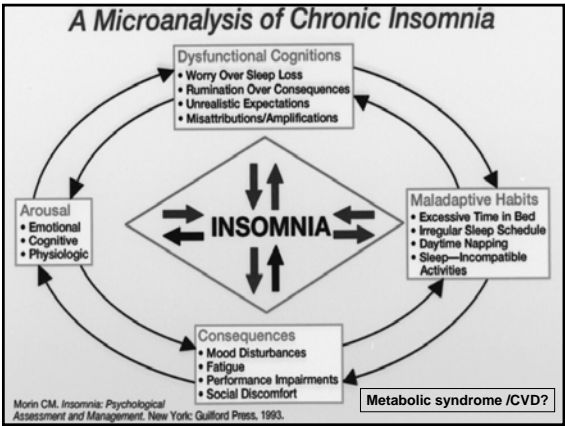 A Microanalysis of Chronic Insomnia
Dysfunctional Cognitions
• Worry Over Sleep Loss
• Rumination Over Consequences
• Unrealistic Expectations
• Misattributions/Amplifications
Arousal
• Emotional
• Cognitive
• Physiologic
INSOMNIA
Maladaptive Habits
• Excessive Time in Bed
• Irregular Sleep Schedule
• Daytime Napping
• Sleep—Incompatible
Activities
Consequences
• Mood Disturbances
• Fatigue
• Performance Impairments
• Social Discomfort
Metabolic syndrome /CVD?
Morin CM. Insomnia: Psychological
Assessment and Management. New York: Guilford Press, 1993.